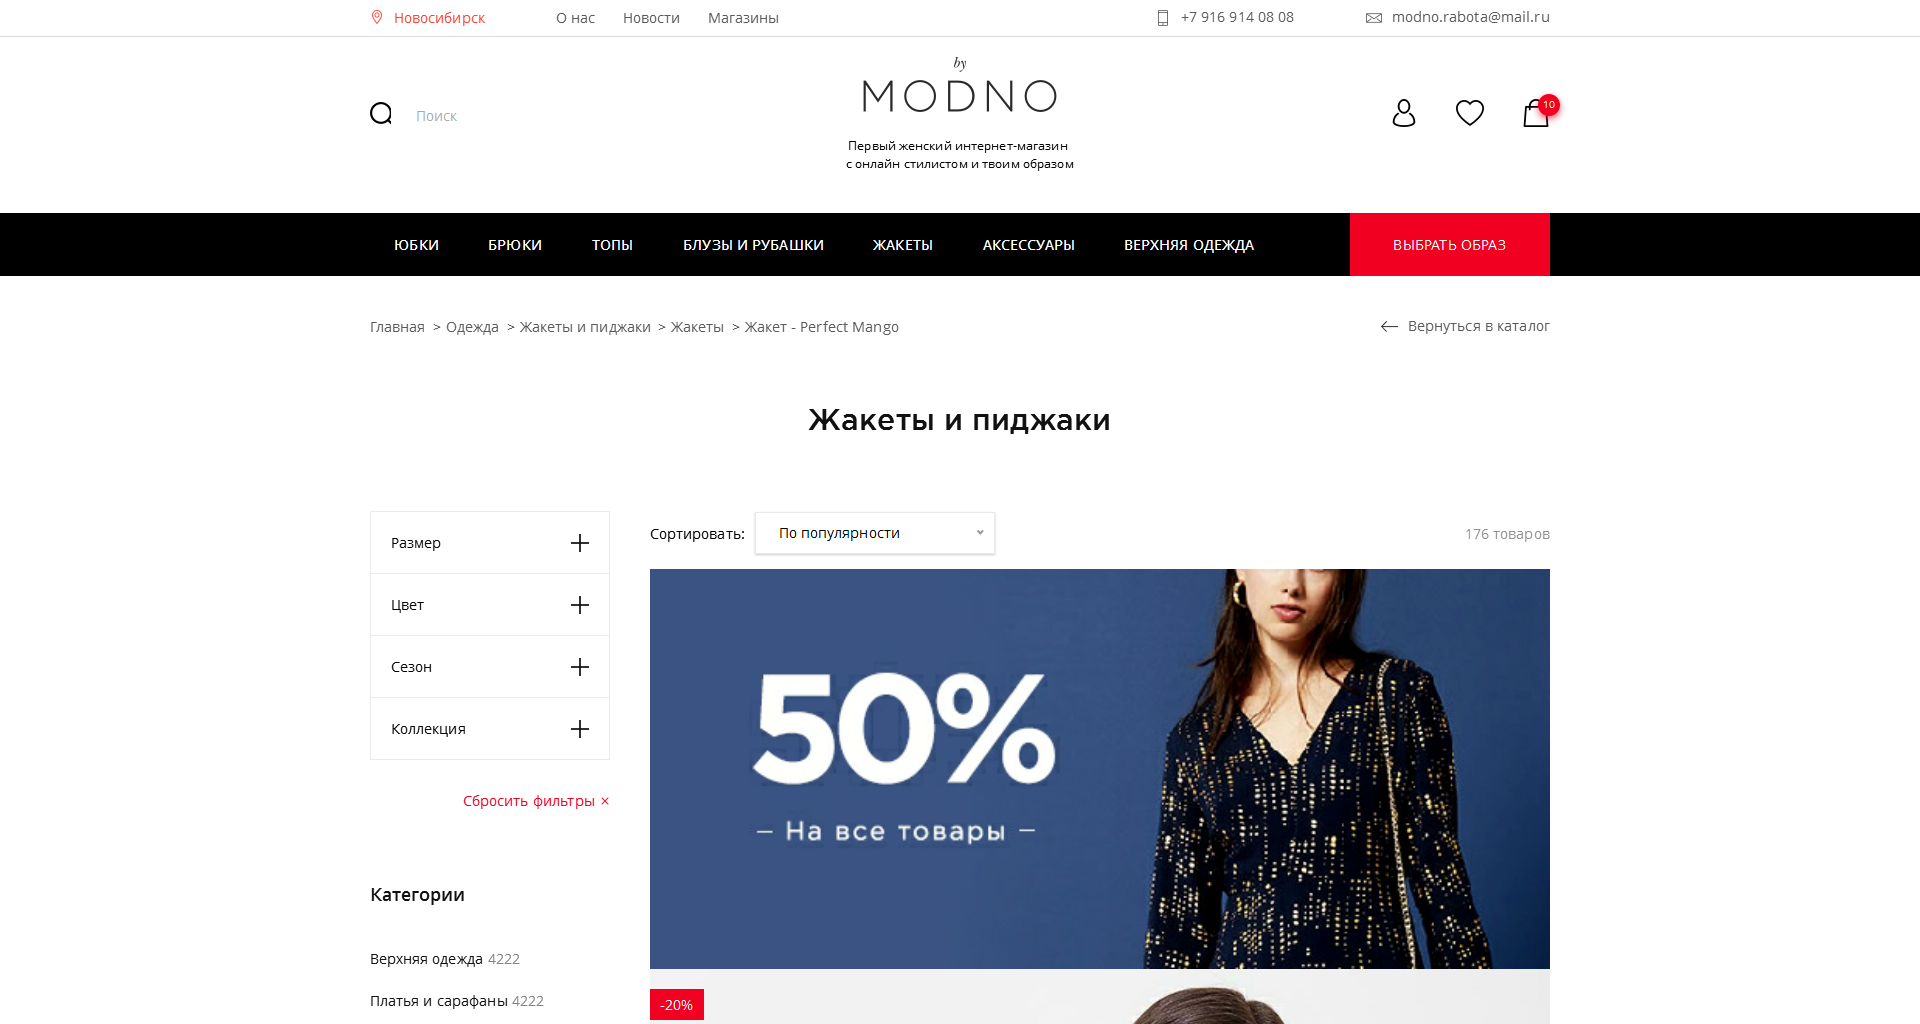 Новосибирск
О нас
Новости
Магазины
+7 916 914 08 08
modno.rabota@mail.ru
by
MODNO
Поиск
10
Первый женский интернет-магазин
с онлайн стилистом и твоим образом
ЮБКИ
БРЮКИ
ТОПЫ
БЛУЗЫ И РУБАШКИ
ЖАКЕТЫ
АКСЕССУАРЫ
ВЕРХНЯЯ ОДЕЖДА
ВЫБРАТЬ ОБРАЗ
Главная > Одежда > Жакеты и пиджаки > Жакеты > Жакет - Perfect Mango
Вернуться в каталог
Жакеты и пиджаки
Размер
Цвет
Сезон
Коллекция
Сбросить фильтры ×
Сортировать:
По популярности
176 товаров
50%
– На все товары –
Категории
Верхняя одежда 4222
Платья и сарафаны 4222
-20%